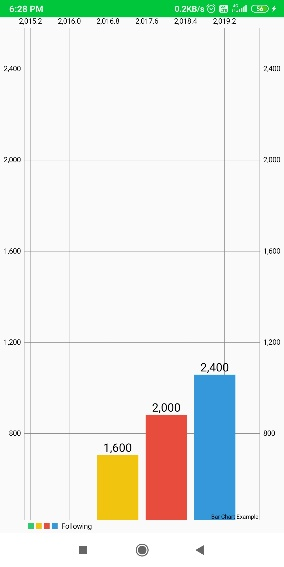 6:28 PM 0.2KB/s 56
2,015.2 2,016.0 2,016.8 2,017.6 2,018.4 2,019.2
2,400 2,400
2,000 2,000
1,600 1,600
1,200 1,200
2,400
2,000
800 800
1,600
Bar Chart Example
Following